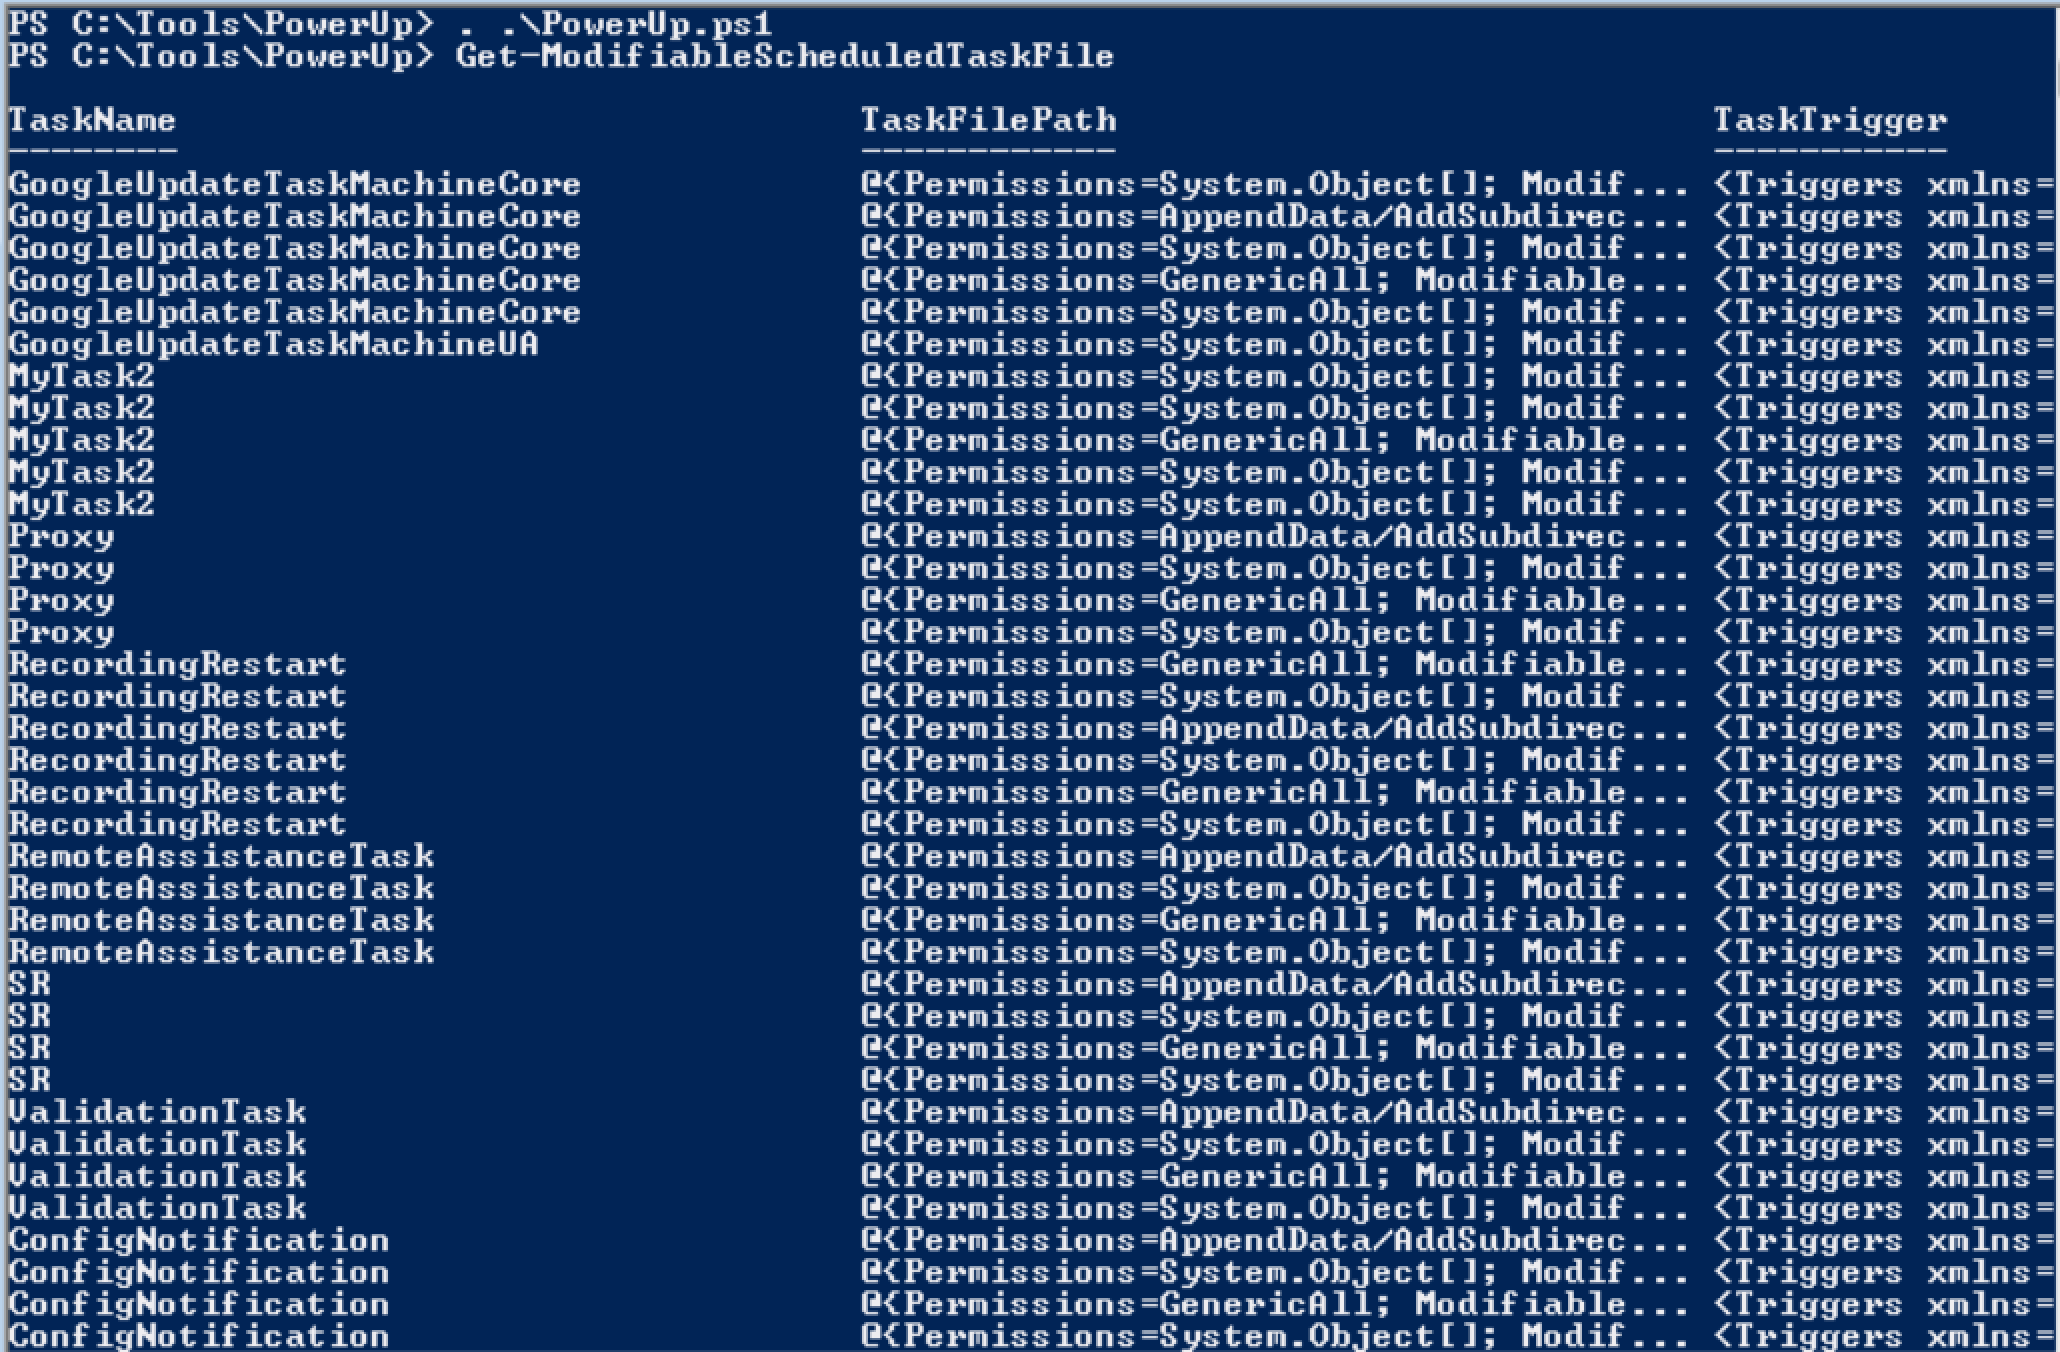 PS C:\Tools\PowerUp> . .\PowerUp.ps1
PS C:\Tools\PowerUp> Get-ModifiableScheduledTaskFile
TaskName TaskFilePath TaskTrigger
-------- ------------ -----------
GoogleUpdateTaskMachineCore @{Permissions=System.Object[]; Modif... <Triggers xmlns=
GoogleUpdateTaskMachineCore @{Permissions=AppendData/AddSubdirec... <Triggers xmlns=
GoogleUpdateTaskMachineCore @{Permissions=System.Object[]; Modif... <Triggers xmlns=
GoogleUpdateTaskMachineCore @{Permissions=GenericAll; Modifiable... <Triggers xmlns=
GoogleUpdateTaskMachineCore @{Permissions=System.Object[]; Modif... <Triggers xmlns=
GoogleUpdateTaskMachineUA @{Permissions=System.Object[]; Modif... <Triggers xmlns=
MyTask2 @{Permissions=System.Object[]; Modif... <Triggers xmlns=
MyTask2 @{Permissions=System.Object[]; Modif... <Triggers xmlns=
MyTask2 @{Permissions=GenericAll; Modifiable... <Triggers xmlns=
MyTask2 @{Permissions=System.Object[]; Modif... <Triggers xmlns=
MyTask2 @{Permissions=System.Object[]; Modif... <Triggers xmlns=
Proxy @{Permissions=AppendData/AddSubdirec... <Triggers xmlns=
Proxy @{Permissions=System.Object[]; Modif... <Triggers xmlns=
Proxy @{Permissions=GenericAll; Modifiable... <Triggers xmlns=
Proxy @{Permissions=System.Object[]; Modif... <Triggers xmlns=
RecordingRestart @{Permissions=GenericAll; Modifiable... <Triggers xmlns=
RecordingRestart @{Permissions=System.Object[]; Modif... <Triggers xmlns=
RecordingRestart @{Permissions=AppendData/AddSubdirec... <Triggers xmlns=
RecordingRestart @{Permissions=System.Object[]; Modif... <Triggers xmlns=
RecordingRestart @{Permissions=GenericAll; Modifiable... <Triggers xmlns=
RecordingRestart @{Permissions=System.Object[]; Modif... <Triggers xmlns=
RemoteAssistanceTask @{Permissions=AppendData/AddSubdirec... <Triggers xmlns=
RemoteAssistanceTask @{Permissions=System.Object[]; Modif... <Triggers xmlns=
RemoteAssistanceTask @{Permissions=GenericAll; Modifiable... <Triggers xmlns=
RemoteAssistanceTask @{Permissions=System.Object[]; Modif... <Triggers xmlns=
SR @{Permissions=AppendData/AddSubdirec... <Triggers xmlns=
SR @{Permissions=System.Object[]; Modif... <Triggers xmlns=
SR @{Permissions=GenericAll; Modifiable... <Triggers xmlns=
SR @{Permissions=System.Object[]; Modif... <Triggers xmlns=
ValidationTask @{Permissions=AppendData/AddSubdirec... <Triggers xmlns=
ValidationTask @{Permissions=System.Object[]; Modif... <Triggers xmlns=
ValidationTask @{Permissions=GenericAll; Modifiable... <Triggers xmlns=
ValidationTask @{Permissions=System.Object[]; Modif... <Triggers xmlns=
ConfigNotification @{Permissions=AppendData/AddSubdirec... <Triggers xmlns=
ConfigNotification @{Permissions=System.Object[]; Modif... <Triggers xmlns=
ConfigNotification @{Permissions=GenericAll; Modifiable... <Triggers xmlns=
ConfigNotification @{Permissions=System.Object[]; Modif... <Triggers xmlns=